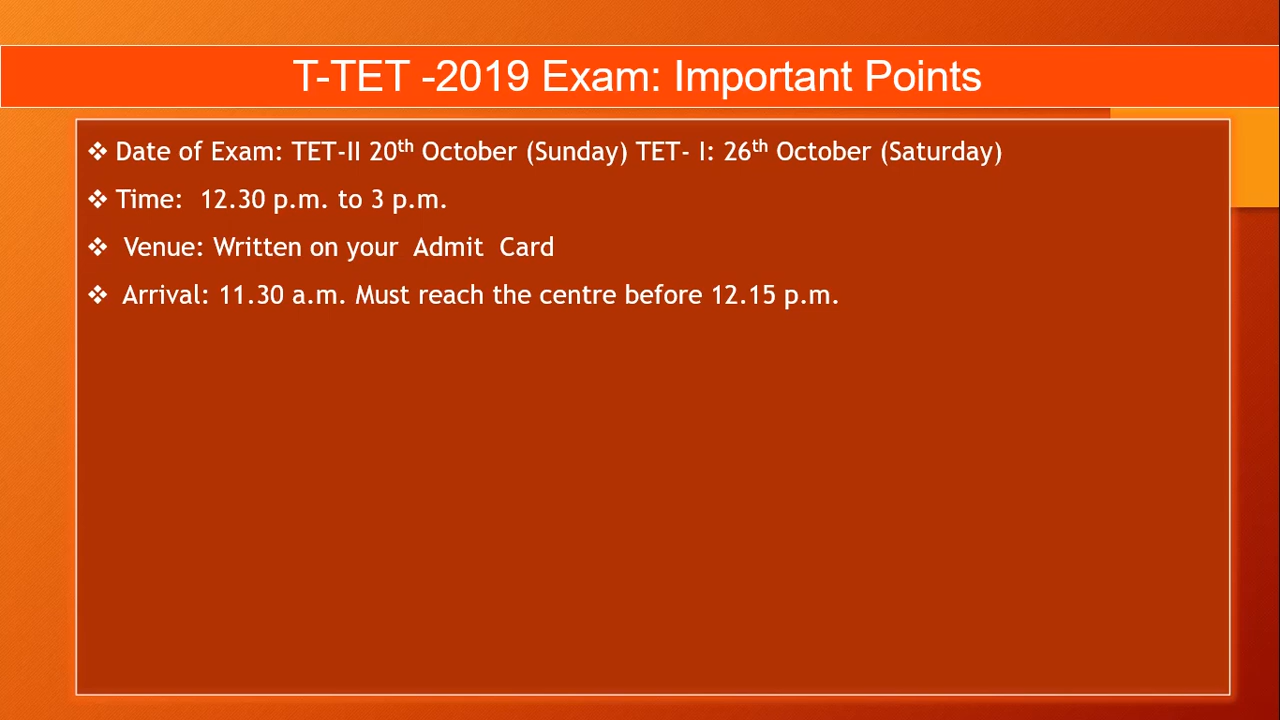 T-TET -2019 Exam: Important Points
❖ Date of Exam: TET-II 20th October (Sunday) TET- I: 26th October (Saturday)
❖ Time: 12.30 p.m. to 3 p.m.
❖ Venue: Written on your Admit Card
❖ Arrival: 11.30 a.m. Must reach the centre before 12.15 p.m.